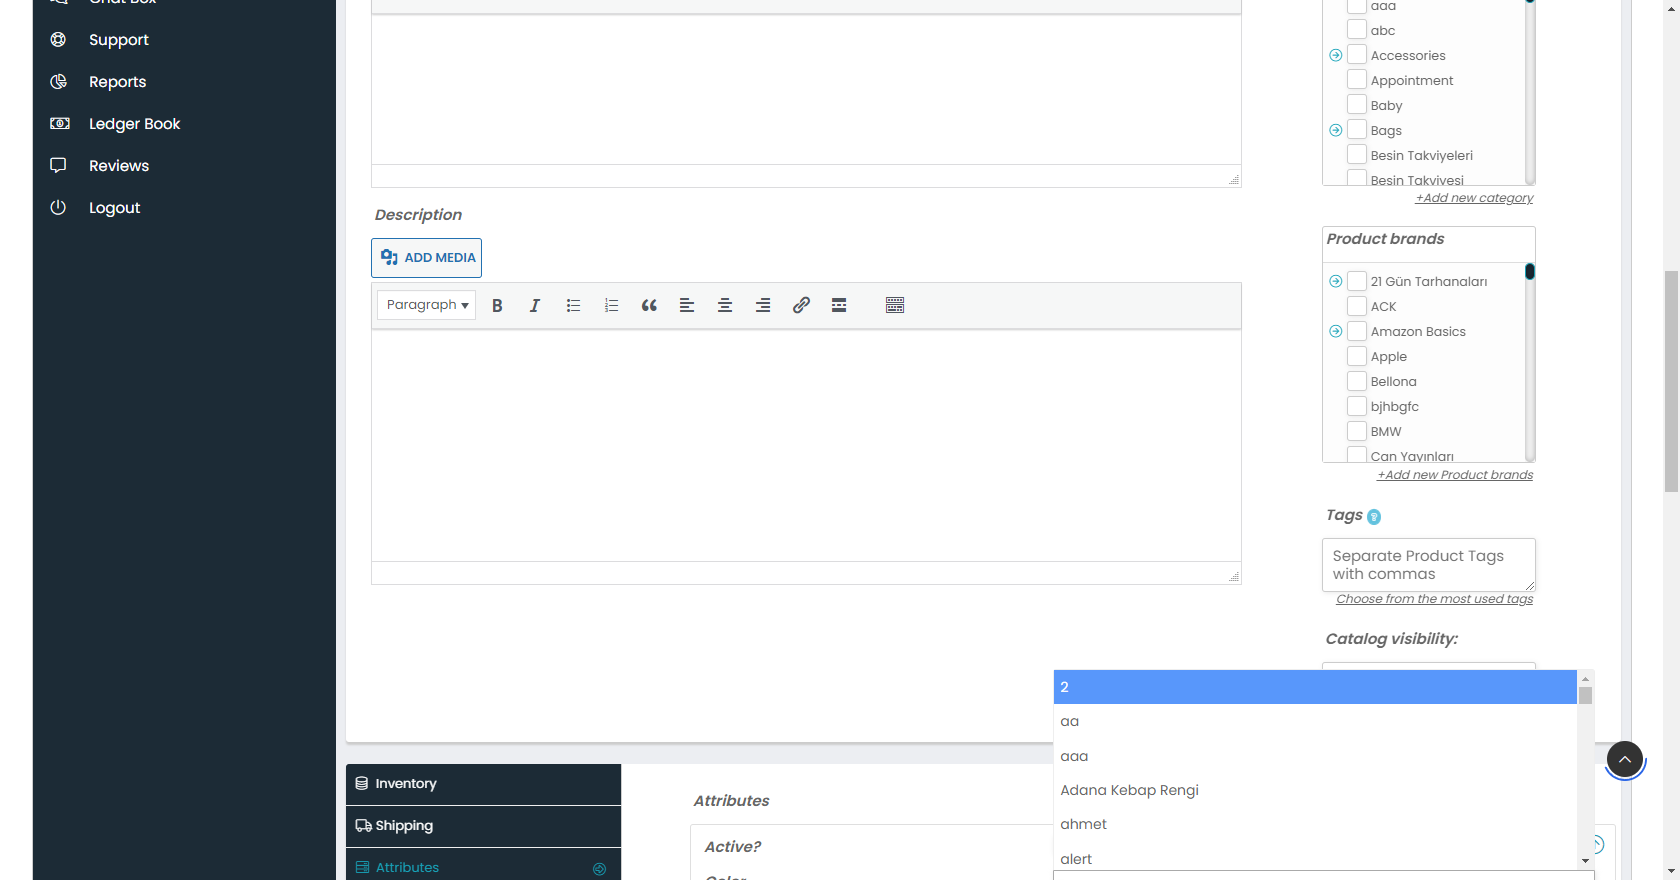 Chat Box
Support
Reports
Ledger Book
Reviews
Logout
Description
ADD MEDIA
Paragraph
aaa
abc
Accessories
Appointment
Baby
Bags
Besin Takviyeleri
Besin Takviyesi
+Add new category
Product brands
21 Gün Tarhanaları
ACK
Amazon Basics
Apple
Bellona
bjhbgfc
BMW
Can Yayınları
+Add new Product brands
Tags
Separate Product Tags
with commas
Choose from the most used tags
Catalog visibility:
2
aa
aaa
Adana Kebap Rengi
ahmet
alert
Inventory
Shipping
Attributes
Attributes
Active?
Color